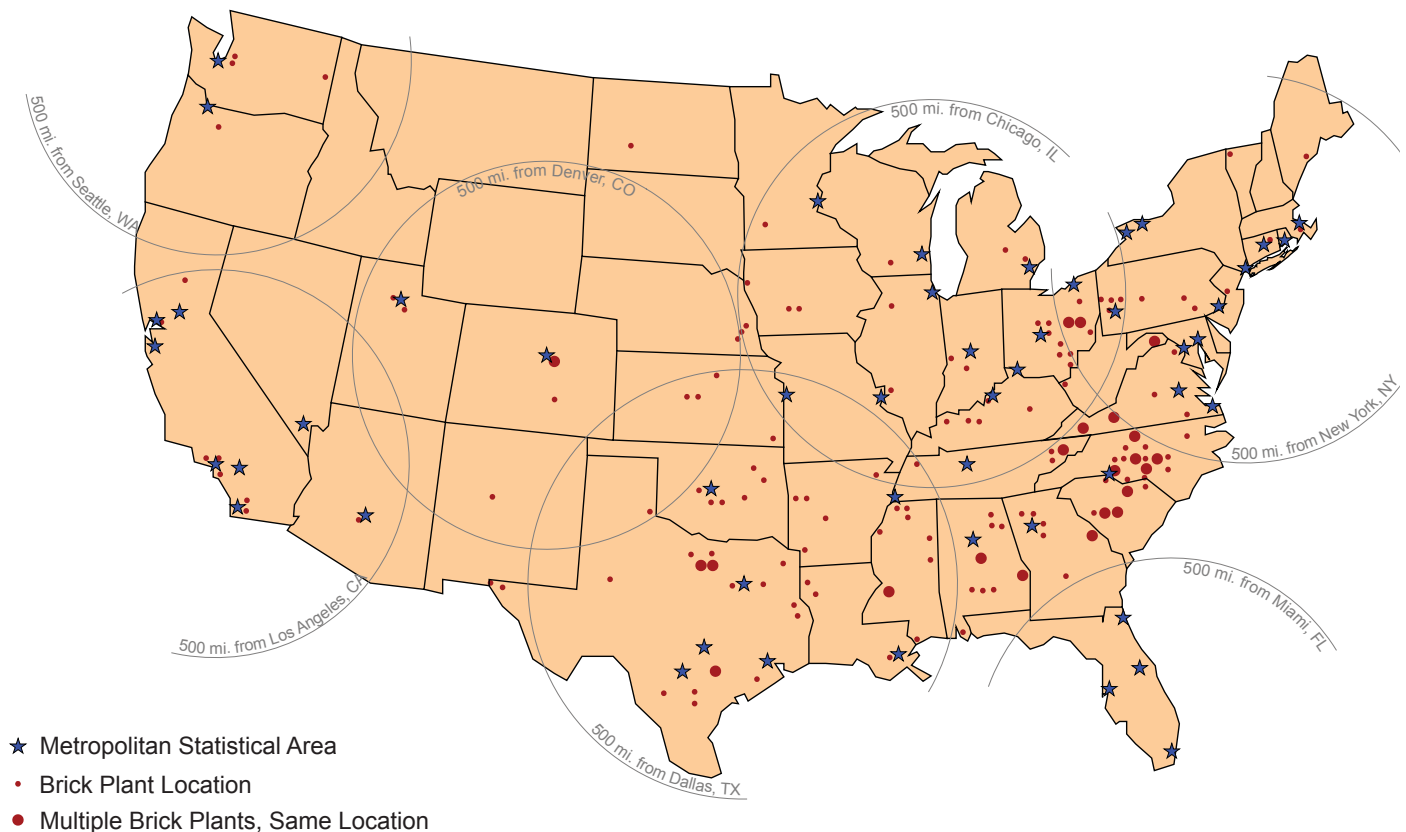 500 mi. from Seattle, WA
500 mi. from Denver, CO
500 mi. from Chicago, IL
500 mi. from New York, NY
500 mi. from Los Angeles, CA
500 mi. from Miami, FL
500 mi. from Dallas, TX
Metropolitan Statistical Area
Brick Plant Location
Multiple Brick Plants, Same Location